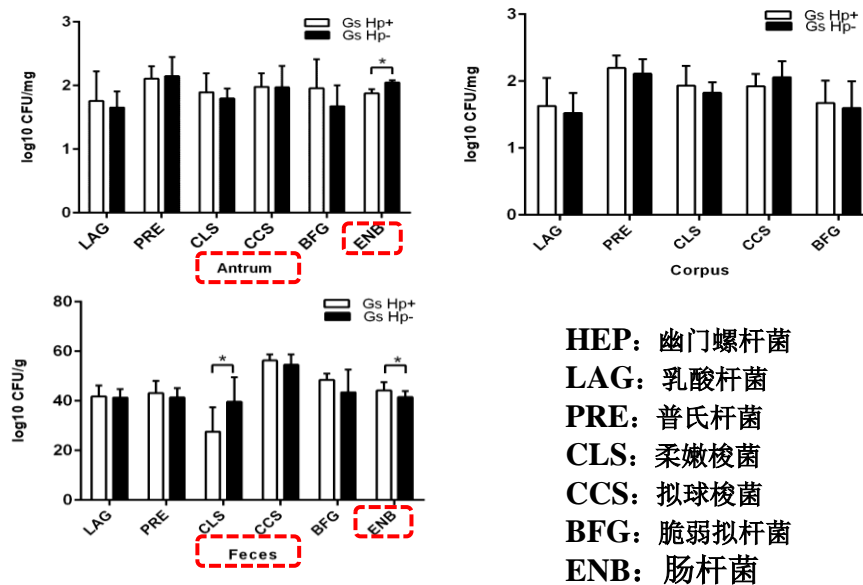 Gs Hp+
Gs Hp-
log10 CFU/mg
3
2
1
0
*
LAG
PRE
CLS
CCS
BFG
ENB
Antrum
Gs Hp+
Gs Hp-
log10 CFU/mg
3
2
1
0
LAG
PRE
CLS
CCS
BFG
Corpus
Gs Hp+
Gs Hp-
log10 CFU/g
80
60
40
20
0
*
*
LAG
PRE
CLS
CCS
BFG
ENB
Feces
HEP：幽门螺杆菌
LAG：乳酸杆菌
PRE：普氏杆菌
CLS：柔嫩梭菌
CCS：拟球梭菌
BFG：脆弱拟杆菌
ENB：肠杆菌